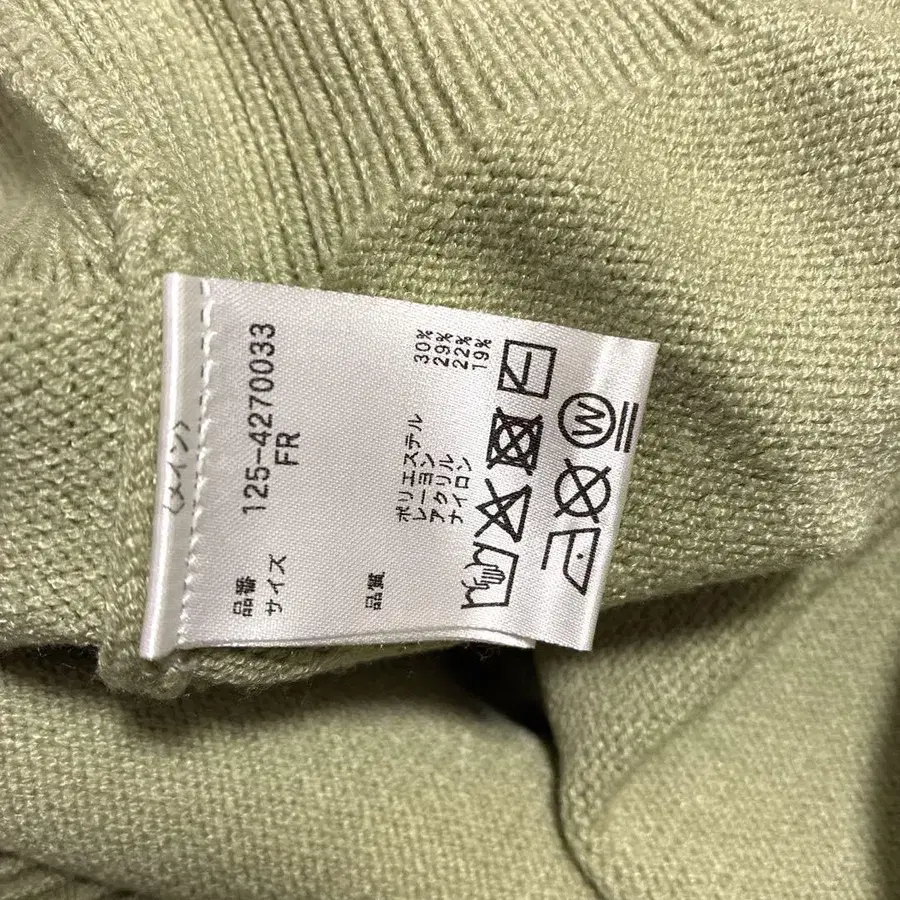 〈メイン〉
品番 125-4270033
サイズ FR
品質 ポリエステル 30%
レーヨン 29%
アクリル 22%
ナイロン 19%
W